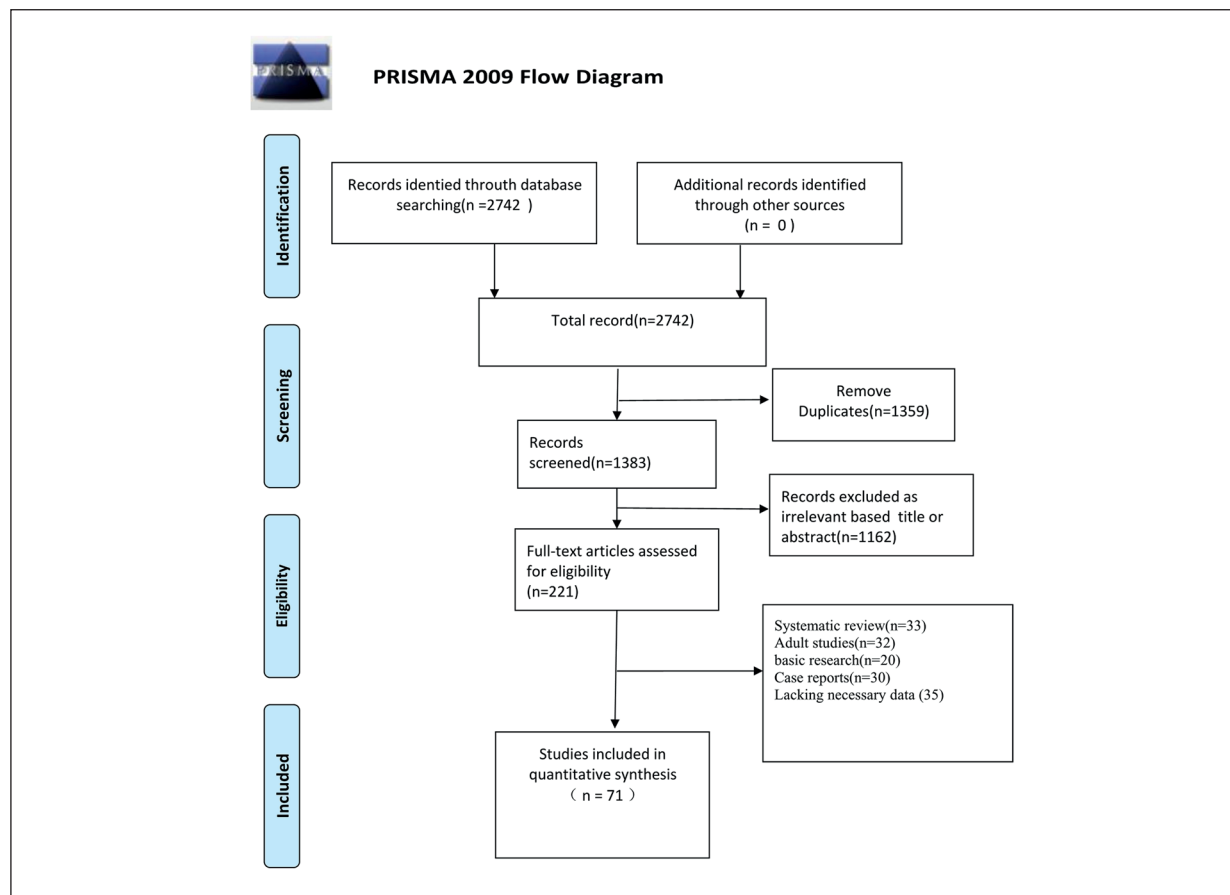 PRISMA
PRISMA 2009 Flow Diagram
Identification
Records identied throuth database
searching(n =2742 )
Additional records identified
through other sources
(n = 0 )
Total record(n=2742)
Screening
Remove
Duplicates(n=1359)
Records
screened(n=1383)
Records excluded as
irrelevant based title or
abstract(n=1162)
Eligibility
Full-text articles assessed
for eligibility
(n=221)
Systematic review(n=33)
Adult studies(n=32)
basic research(n=20)
Case reports(n=30)
Lacking necessary data (35)
Included
Studies included in
quantitative synthesis
（ n = 71 ）